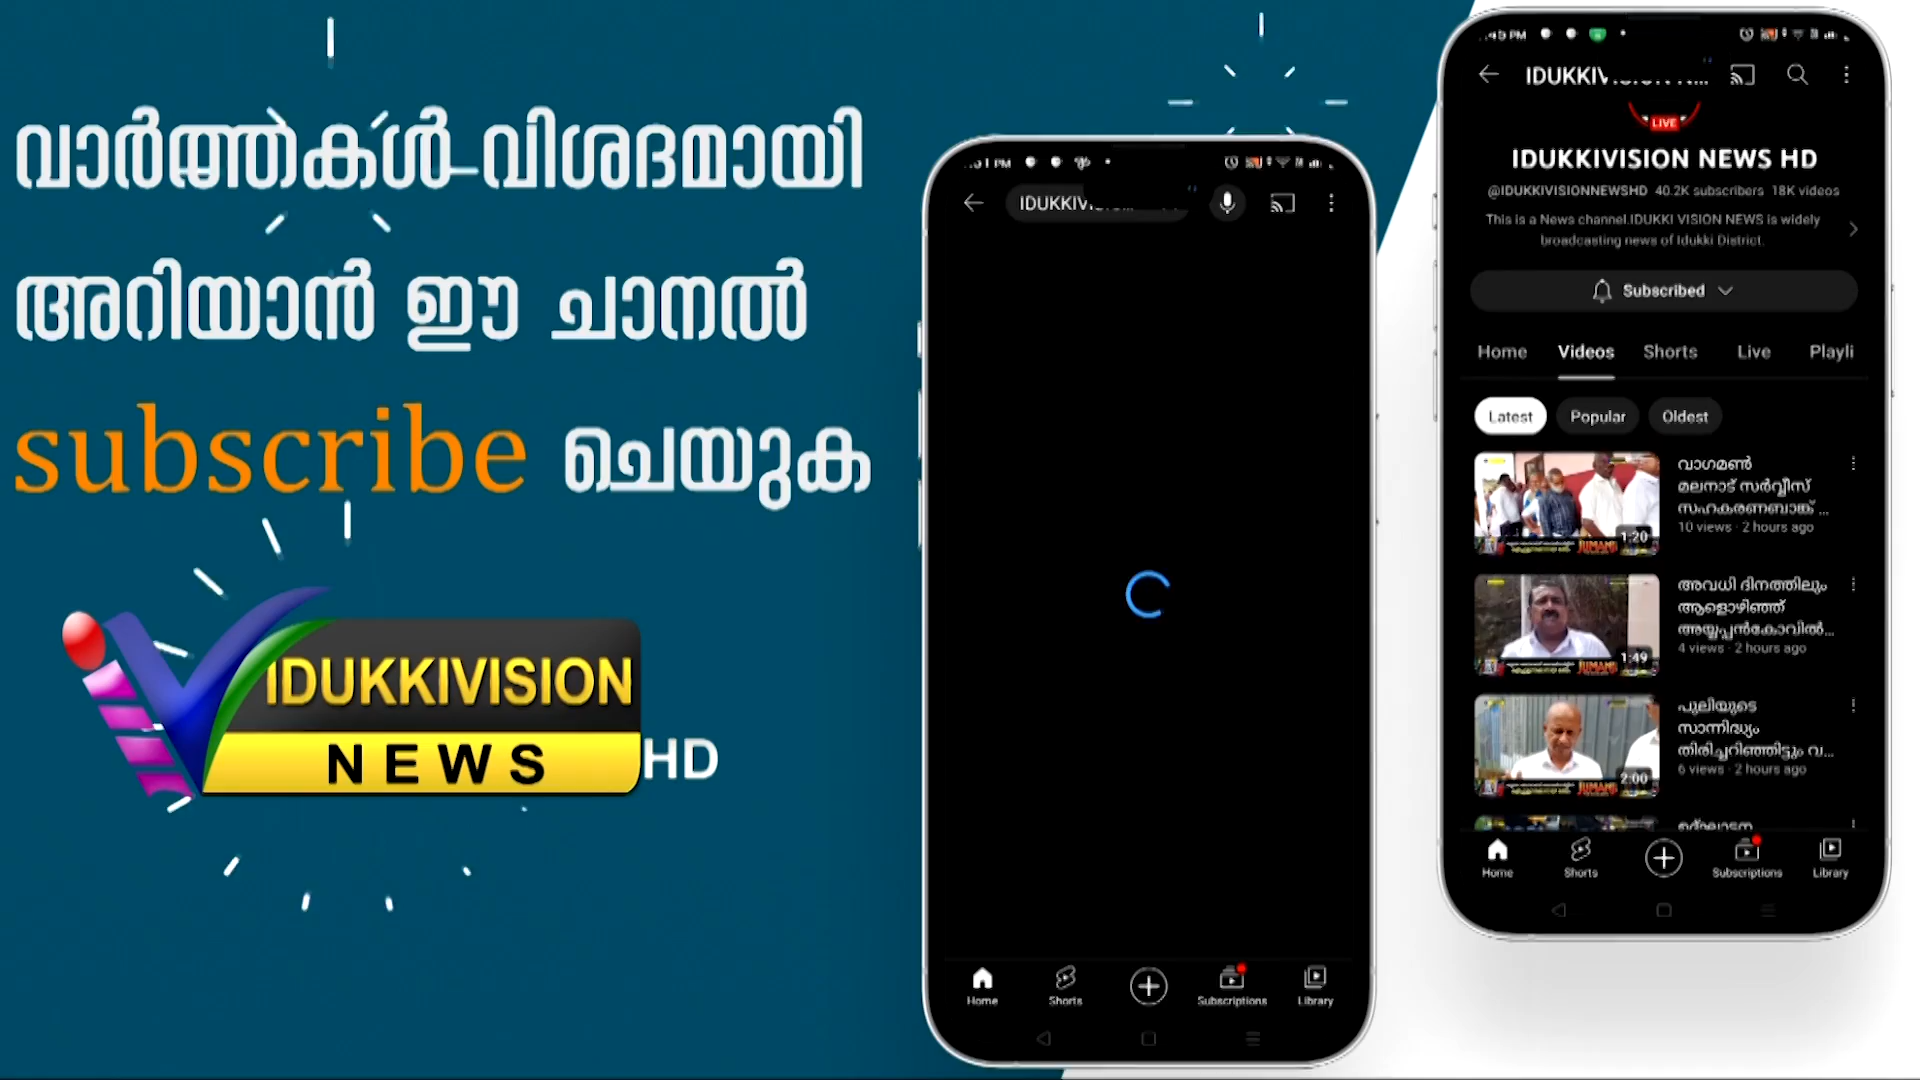 വാർത്തകൾ വിശദമായി
അറിയാൻ ഈ ചാനൽ
subscribe ചെയുക
IDUKKIVISION
NEWS
HD
IDUKKIV
Home
Shorts
Subscriptions
Library
LIVE
IDUKKIVISION NEWS HD
@IDUKKIVISIONNEWSHD 40.2K subscribers 18K videos
This is a News channel.IDUKKI VISION NEWS is widely
broadcasting news of Idukki District.
Subscribed
Home Videos Shorts Live Playli
Latest Popular Oldest
വാഗമൺ
മലനാട് സർവ്വീസ്
സഹകരണബാങ്ക് ...
10 views · 2 hours ago
1:20
അവധി ദിനത്തിലും
ആളൊഴിഞ്ഞ്
അയ്യപ്പൻകോവിൽ...
4 views · 2 hours ago
1:49
പുലിയുടെ
സാന്നിദ്ധ്യം
തിരിച്ചറിഞ്ഞിട്ടും വ...
6 views · 2 hours ago
2:00
Home
Shorts
Subscriptions
Library